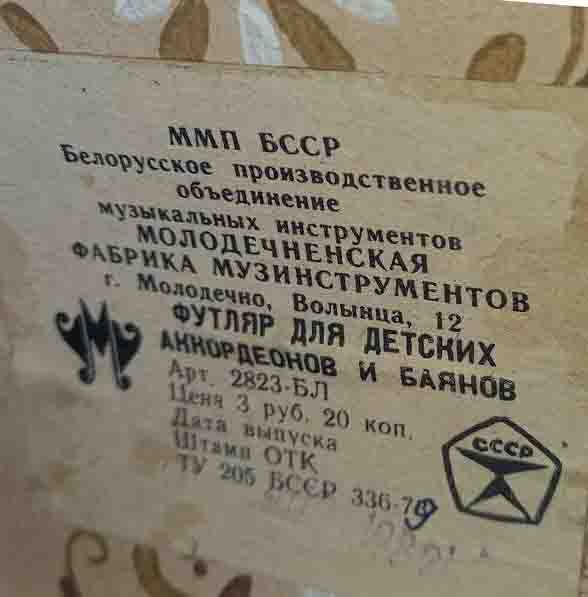 ММП БССР
Белорусское производственное
объединение
музыкальных инструментов
МОЛОДЕЧНЕНСКАЯ
ФАБРИКА МУЗИНСТРУМЕНТОВ
г. Молодечно, Волынца, 12
ФУТЛЯР ДЛЯ ДЕТСКИХ
АККОРДЕОНОВ И БАЯНОВ
Арт. 2823-БЛ
Цена 3 руб. 20 коп.
Дата выпуска
Штамп ОТК
ТУ 205 БССР 336-79
СССР